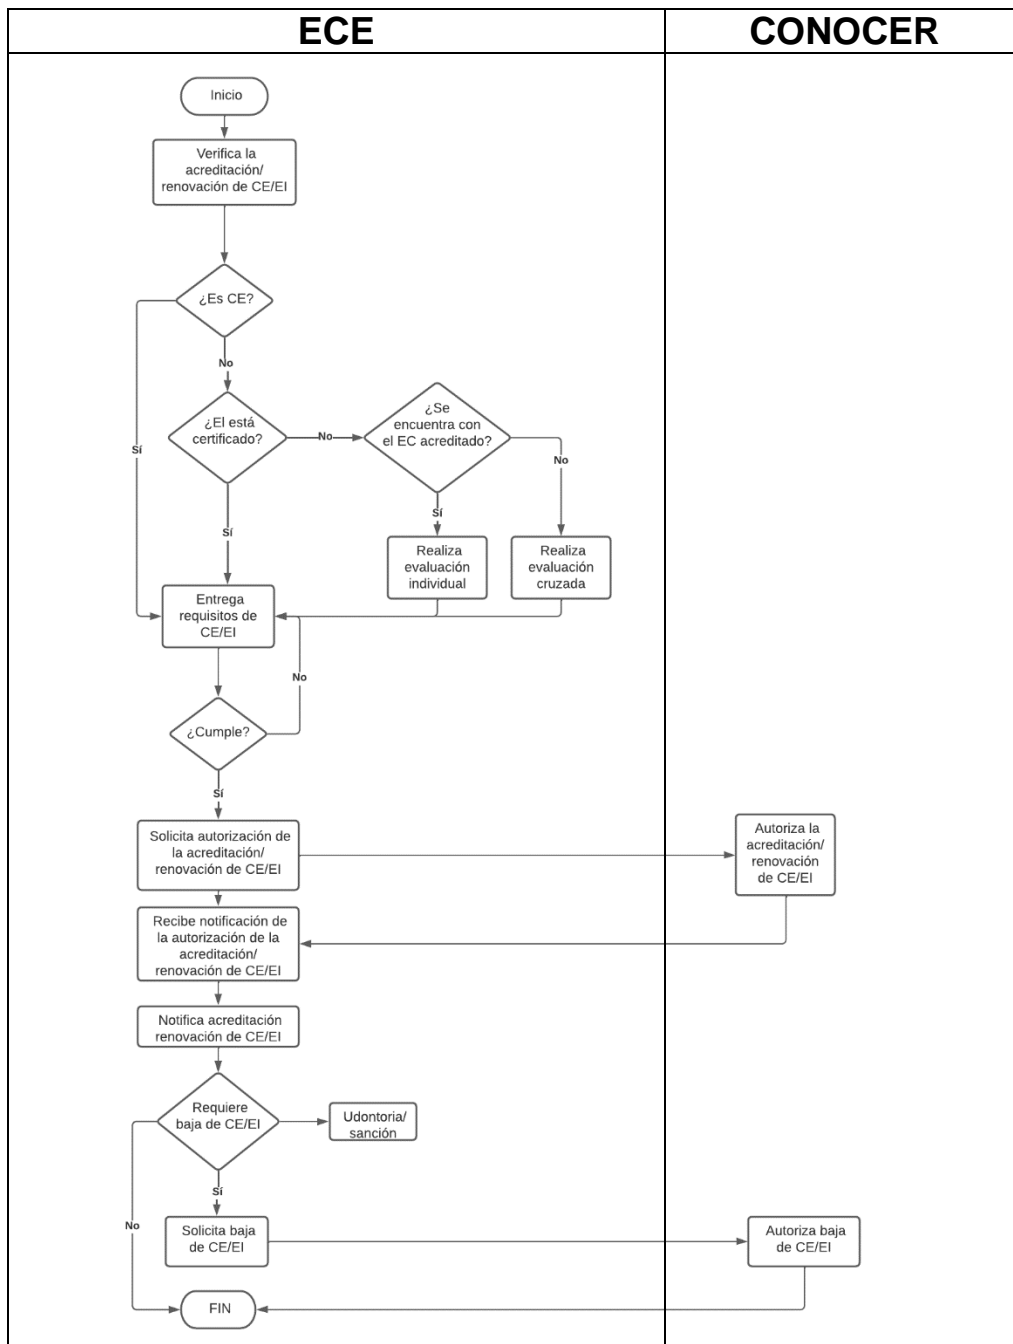 ECE
CONOCER
Inicio
Verifica la
acreditación/
renovación de CE/EI
¿Es CE?
No
Sí
¿El está
certificado?
No
¿Se
encuentra con
el EC acreditado?
No
Sí
Sí
Realiza
evaluación
individual
Realiza
evaluación
cruzada
Entrega
requisitos de
CE/EI
No
¿Cumple?
Sí
Solicita autorización de
la acreditación/
renovación de CE/EI
Autoriza la
acreditación/
renovación
de CE/EI
Recibe notificación de
la autorización de la
acreditación/
renovación de CE/EI
Notifica acreditación
renovación de CE/EI
Requiere
baja de CE/EI
Udontoria/
sanción
Sí
No
Solicita baja
de CE/EI
Autoriza baja
de CE/EI
FIN